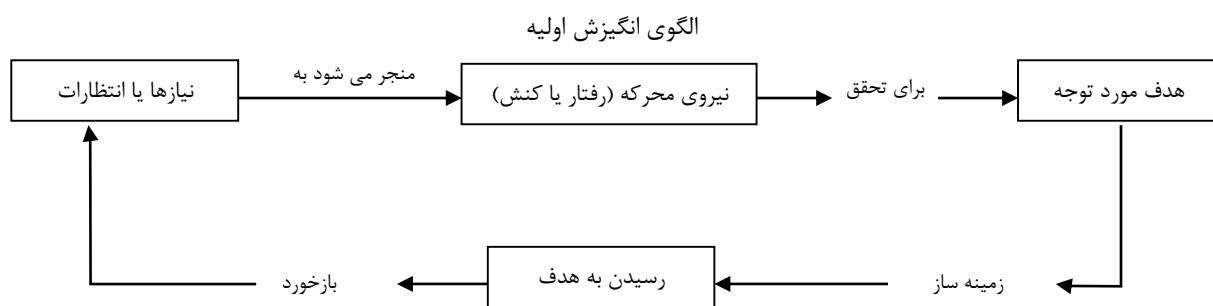 الگوی انگیزش اولیه
نیازها یا انتظارات
منجر می شود به
نیروی محرکه (رفتار یا کنش)
برای تحقق
هدف مورد توجه
زمینه ساز
رسیدن به هدف
بازخورد